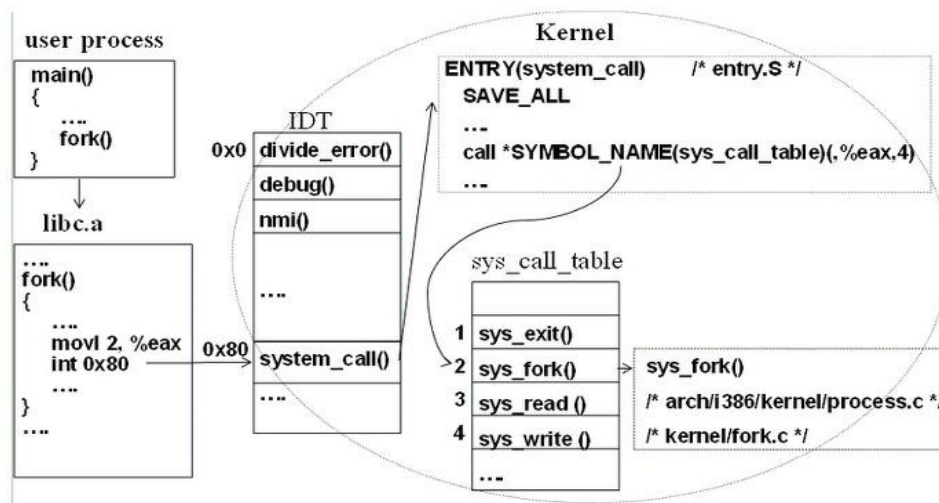 user process
main()
{
....
fork()
}
libc.a
....
fork()
{
....
movl 2, %eax
int 0x80
....
}
....
IDT
0x0
divide_error()
debug()
nmi()
....
0x80
system_call()
....
Kernel
ENTRY(system_call) /* entry.S */
SAVE_ALL
....
call *SYMBOL_NAME(sys_call_table)(,%eax,4)
....
sys_call_table
1 sys_exit()
2 sys_fork()
3 sys_read ()
4 sys_write ()
....
sys_fork()
/* arch/i386/kernel/process.c */
/* kernel/fork.c */